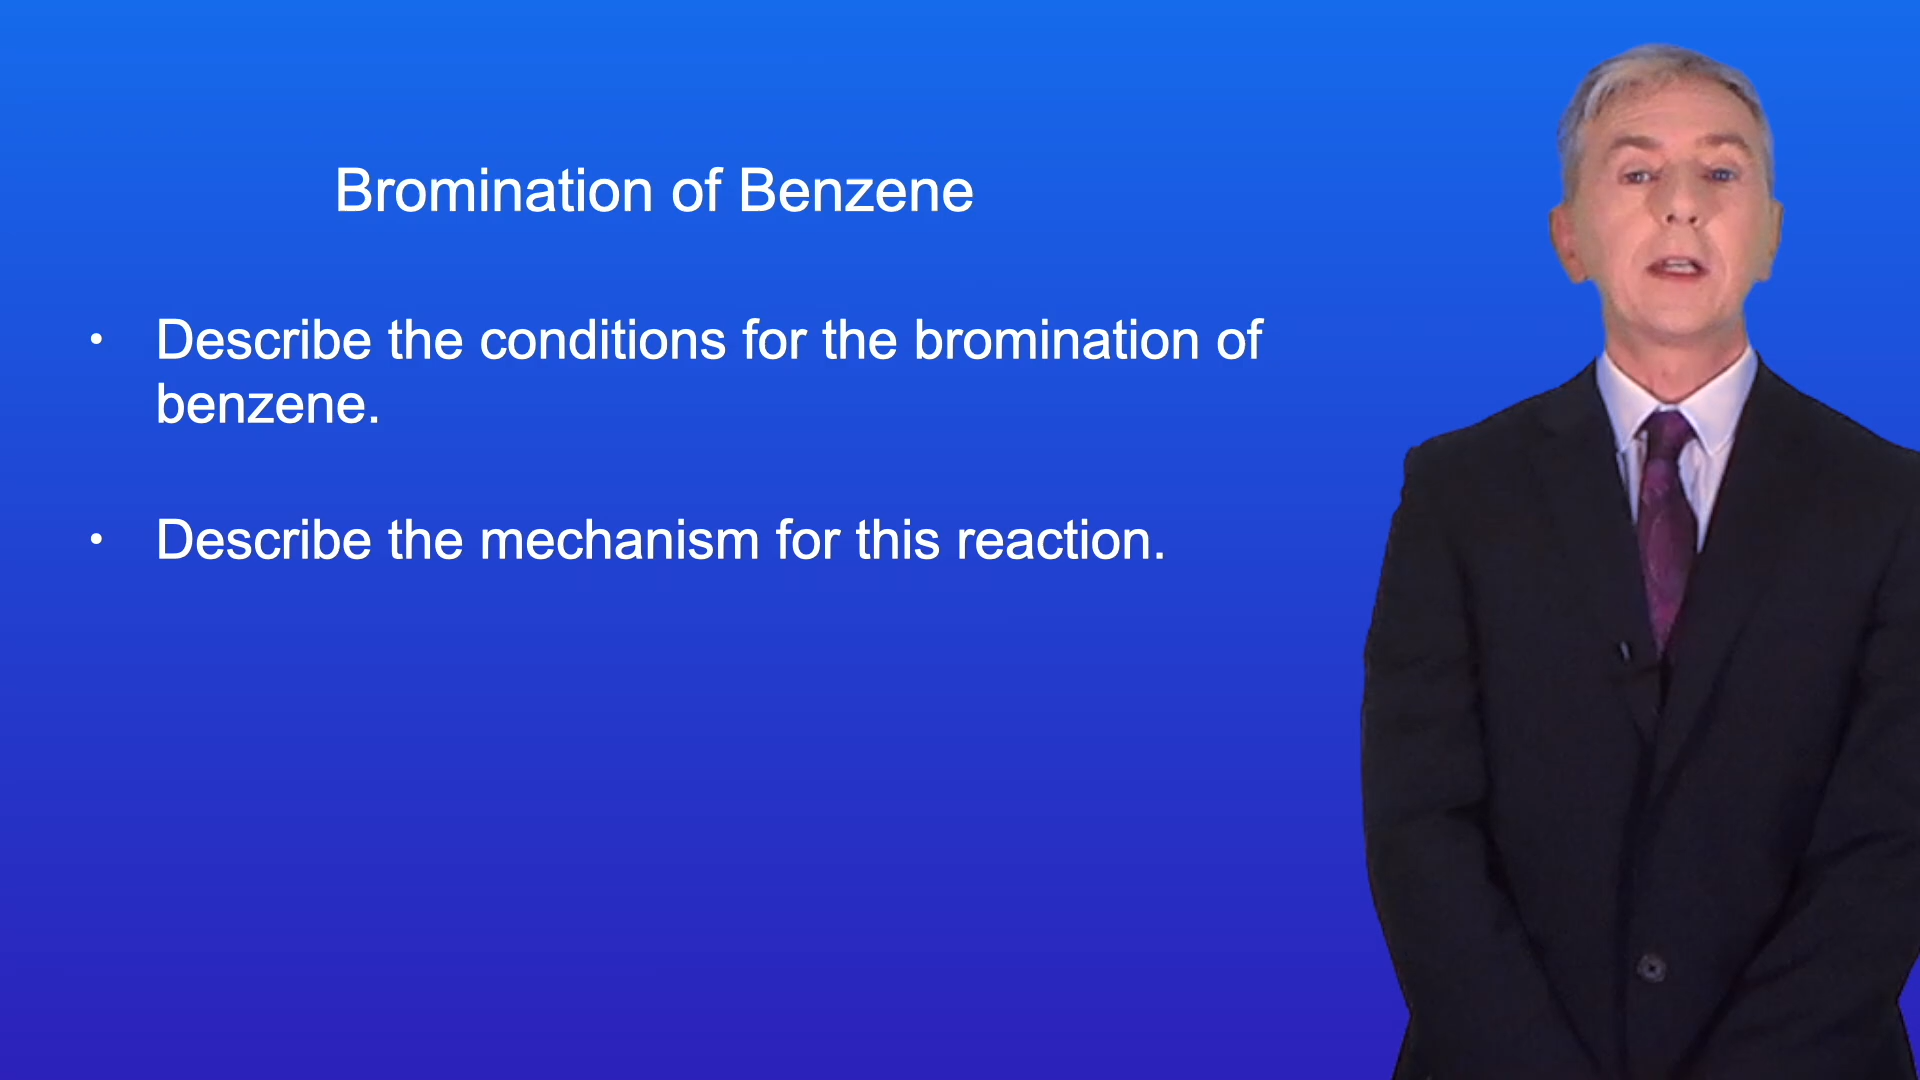 Bromination of Benzene
• Describe the conditions for the bromination of
benzene.
• Describe the mechanism for this reaction.